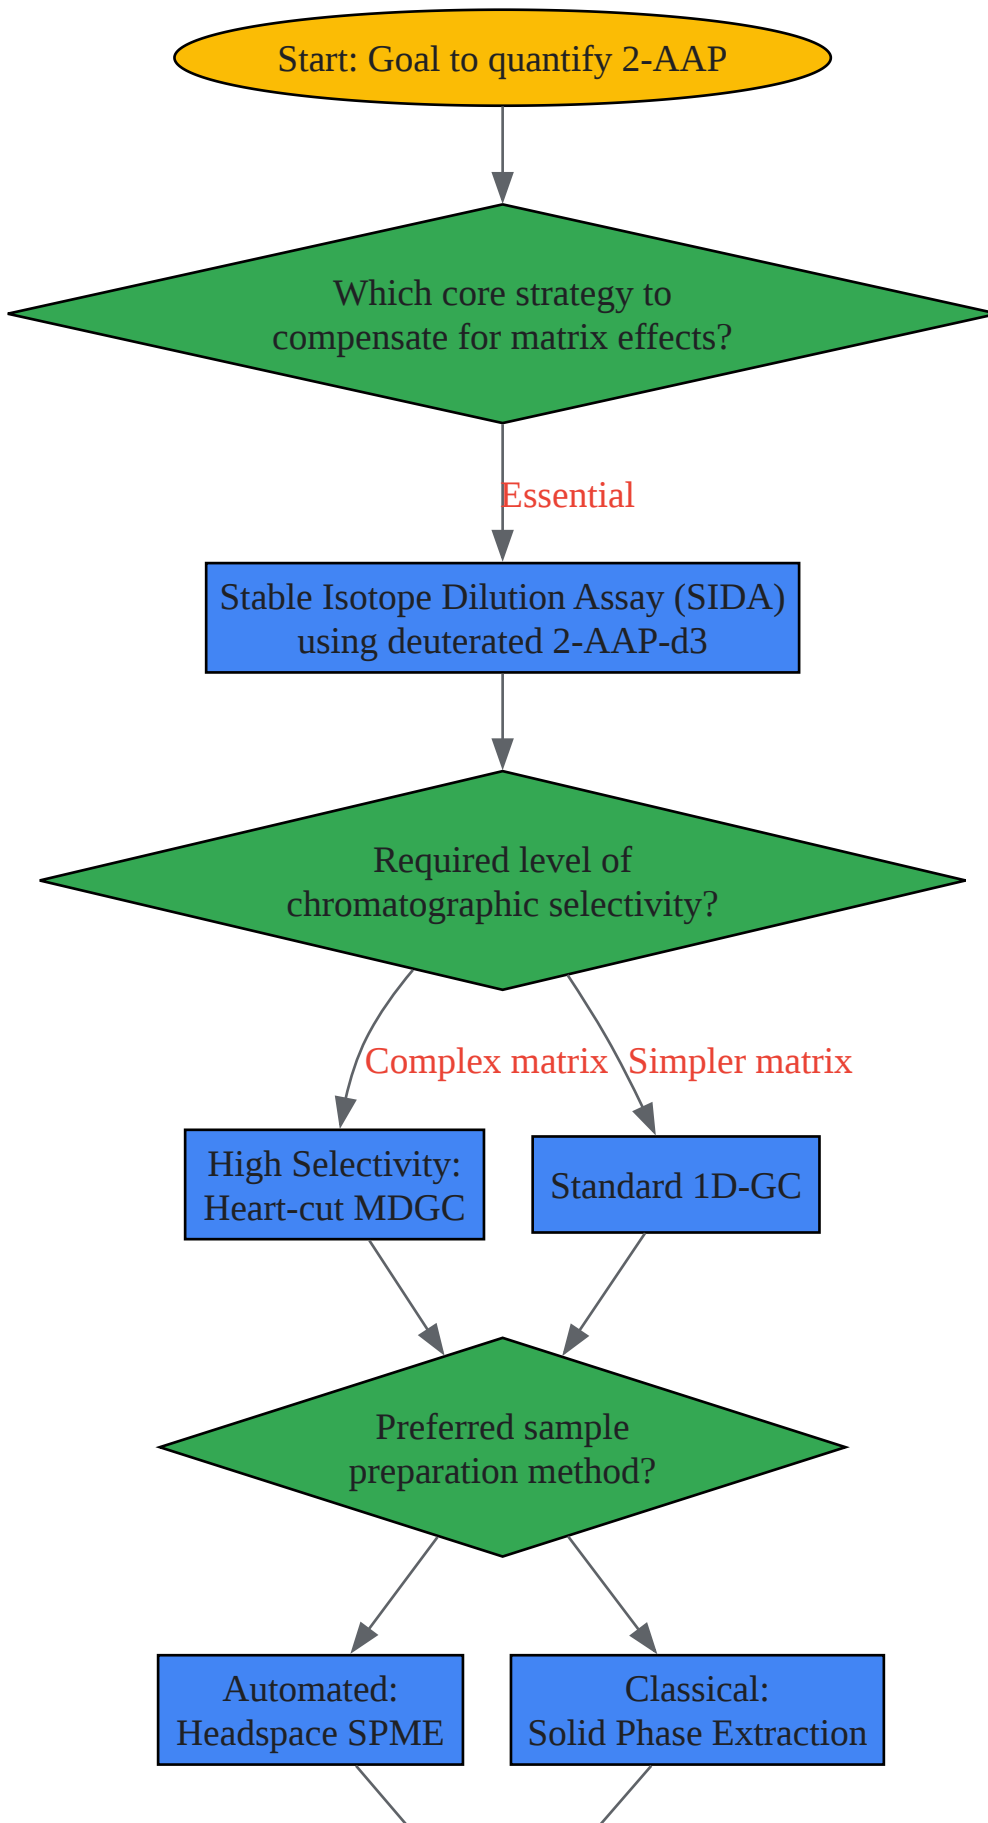 Start: Goal to quantify 2-AAP
Which core strategy to
compensate for matrix effects?
Essential
Stable Isotope Dilution Assay (SIDA)
using deuterated 2-AAP-d3
Required level of
chromatographic selectivity?
Complex matrix
Simpler matrix
High Selectivity:
Heart-cut MDGC
Standard 1D-GC
Preferred sample
preparation method?
Automated:
Headspace SPME
Classical:
Solid Phase Extraction